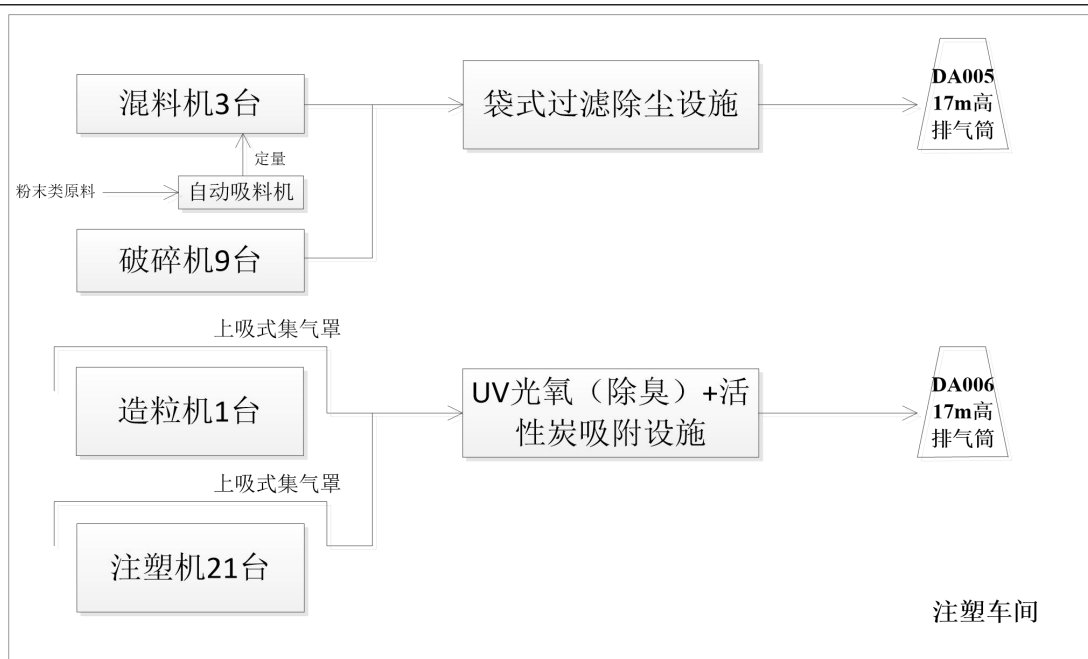 混料机3台
定量
粉末类原料
自动吸料机
破碎机9台
袋式过滤除尘设施
DA005
17m高
排气筒
上吸式集气罩
造粒机1台
上吸式集气罩
注塑机21台
UV光氧（除臭）+活
性炭吸附设施
DA006
17m高
排气筒
注塑车间